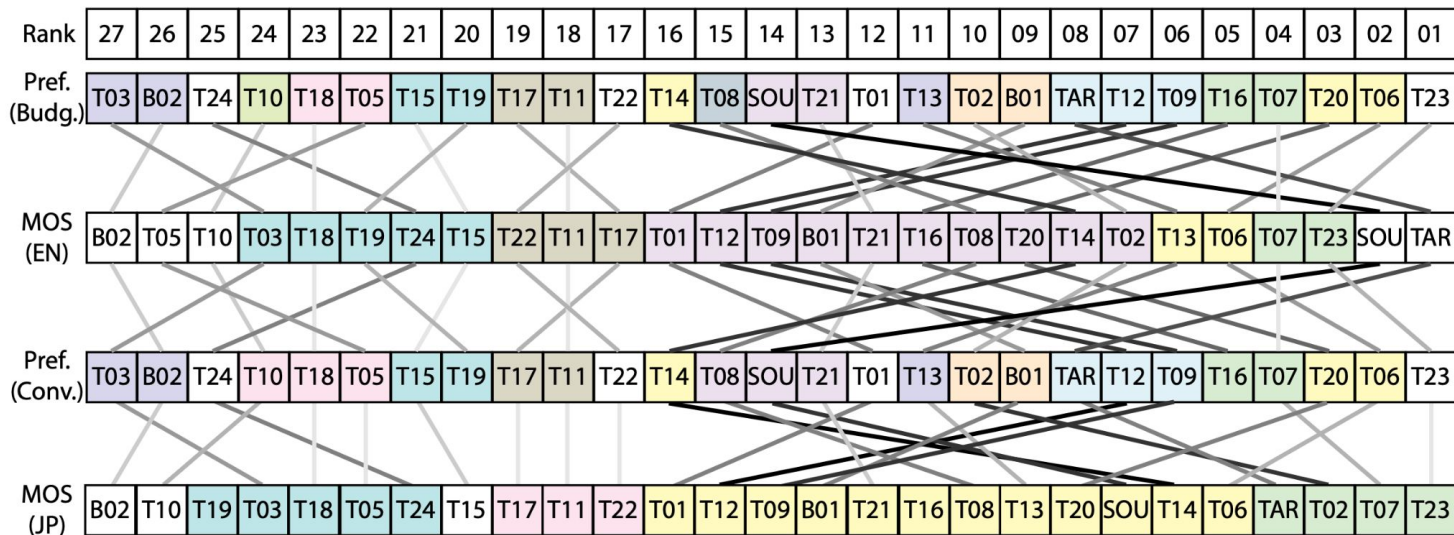 Rank 27 26 25 24 23 22 21 20 19 18 17 16 15 14 13 12 11 10 09 08 07 06 05 04 03 02 01
Pref. (Budg.) T03 B02 T24 T10 T18 T05 T15 T19 T17 T11 T22 T14 T08 SOU T21 T01 T13 T02 B01 TAR T12 T09 T16 T07 T20 T06 T23
MOS (EN) B02 T05 T10 T03 T18 T19 T24 T15 T22 T11 T17 T01 T12 T09 B01 T21 T16 T08 T20 T14 T02 T13 T06 T07 T23 SOU TAR
Pref. (Conv.) T03 B02 T24 T10 T18 T05 T15 T19 T17 T11 T22 T14 T08 SOU T21 T01 T13 T02 B01 TAR T12 T09 T16 T07 T20 T06 T23
MOS (JP) B02 T10 T19 T03 T18 T05 T24 T15 T17 T11 T22 T01 T12 T09 B01 T21 T16 T08 T13 T20 SOU T14 T06 TAR T02 T07 T23